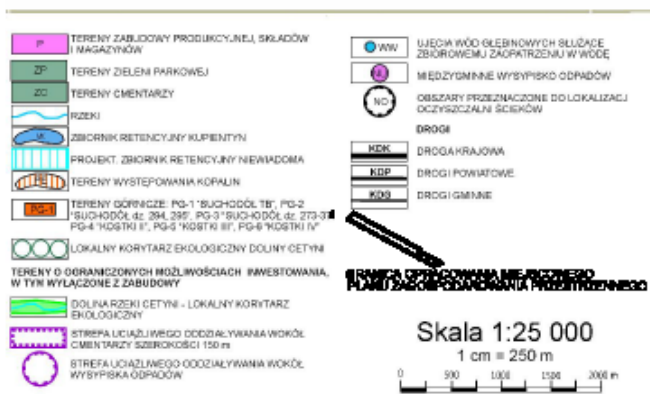 P TERENY ZABUDOWY PRODUKCYJNEJ, SKŁADÓW
I MAGAZYNÓW
ZP TERENY ZIELENI PARKOWEJ
ZC TERENY CMENTARZY
RZEKI
ZBIORNIK RETENCYJNY KUPIENTYN
PROJEKT. ZBIORNIK RETENCYJNY NIEWIADOMA
PE TERENY WYSTĘPOWANIA KOPALIN
PG-1 TERENY GÓRNICZE: PG-1 "SUCHODÓŁ TB", PG-2
"SUCHODÓŁ dz. 294, 295", PG-3 "SUCHODÓŁ dz. 273-3
PG-4 "KOSTKI II", PG-5 "KOSTKI III", PG-6 "KOSTKI IV"
LOKALNY KORYTARZ EKOLOGICZNY DOLINY CETYNI
TERENY O OGRANICZONYCH MOŻLIWOŚCIACH INWESTOWANIA,
W TYM WYŁĄCZONE Z ZABUDOWY
DOLINA RZEKI CETYNI - LOKALNY KORYTARZ
EKOLOGICZNY
STREFA UCIĄŻLIWEGO ODDZIAŁYWANIA WOKÓŁ
CMENTARZY SZEROKOŚCI 150 m
STREFA UCIĄŻLIWEGO ODDZIAŁYWANIA WOKÓŁ
WYSYPISKA ODPADÓW
WW UJĘCIA WÓD GŁĘBINOWYCH SŁUŻĄCE
ZBIOROWEMU ZAOPATRZENIU W WODĘ
MIĘDZYGMINNE WYSYPISKO ODPADÓW
NO OBSZARY PRZEZNACZONE DO LOKALIZACJ
OCZYSZCZALNI ŚCIEKÓW
DROGI
KDK DROGA KRAJOWA
KDP DROGI POWIATOWE
KDG DROGI GMINNE
GRANICA OPRACOWANIA MIEJSCOWEGO
PLANU ZAGOSPODAROWANIA PRZESTRZENNEGO
Skala 1:25 000
1 cm = 250 m
0 500 1000 1500 2000 m